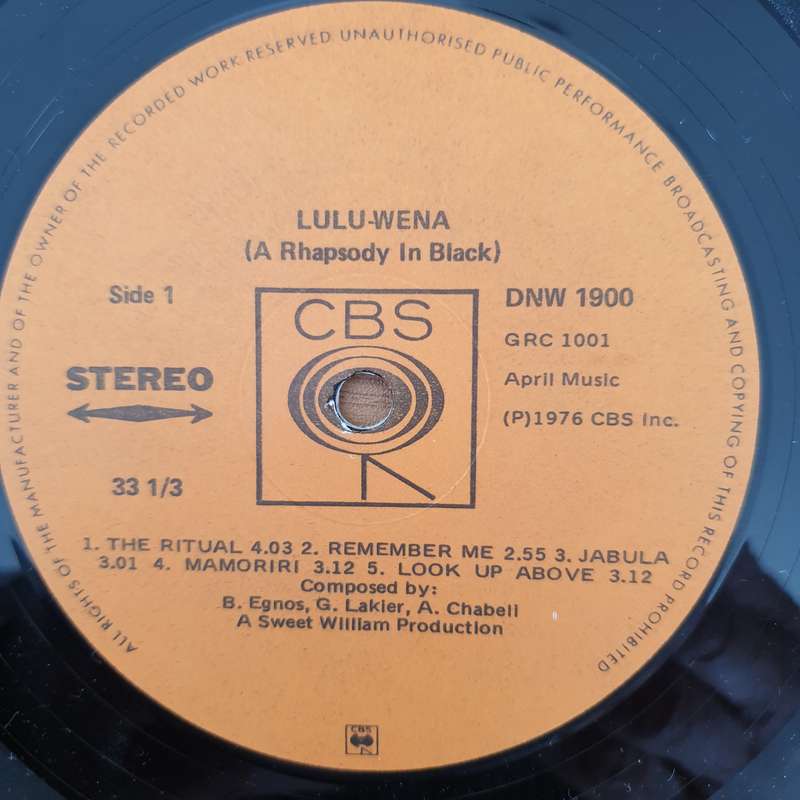 ALL RIGHTS OF THE MANUFACTURER AND OF THE OWNER OF THE RECORDED WORK RESERVED UNAUTHORISED PUBLIC PERFORMANCE BROADCASTING AND COPYING OF THIS RECORD PROHIBITED
LULU-WENA
(A Rhapsody In Black)
Side 1
DNW 1900
CBS
GRC 1001
STEREO
April Music
(P)1976 CBS Inc.
33 1/3
1. THE RITUAL 4.03 2. REMEMBER ME 2.55 3. JABULA
3.01 4. MAMORIRI 3.12 5. LOOK UP ABOVE 3.12
Composed by:
B. Egnos, G. Lakier, A. Chabell
A Sweet William Production
CBS